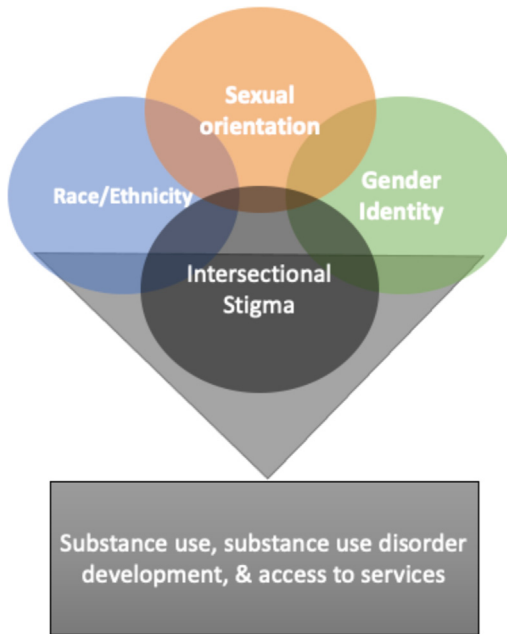 Sexual
orientation
Race/Ethnicity
Gender
Identity
Intersectional
Stigma
Substance use, substance use disorder
development, & access to services